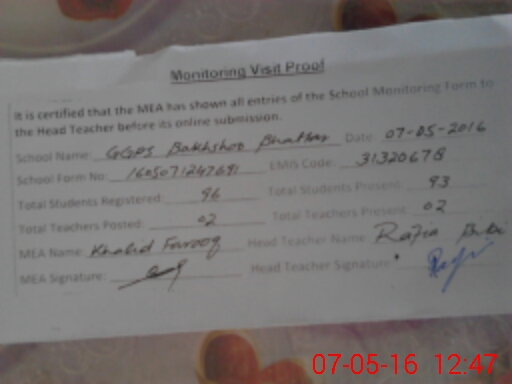 Monitoring Visit Proof
It is certified that the MEA has shown all entries of the School Monitoring Form to
the Head Teacher before its online submission.
School Name: GGPS Bakhshoo Date: 07-05-2016
School Form No: 160507124769 EMIS Code: 31320678
Total Students Registered: 96 Total Students Present: 93
Total Teachers Posted: 02 Total Teachers Present: 02
MEA Name: Khalid Farooq Head Teacher Name: Razia Bibi
MEA Signature: Head Teacher Signature:
07-05-16 12:47